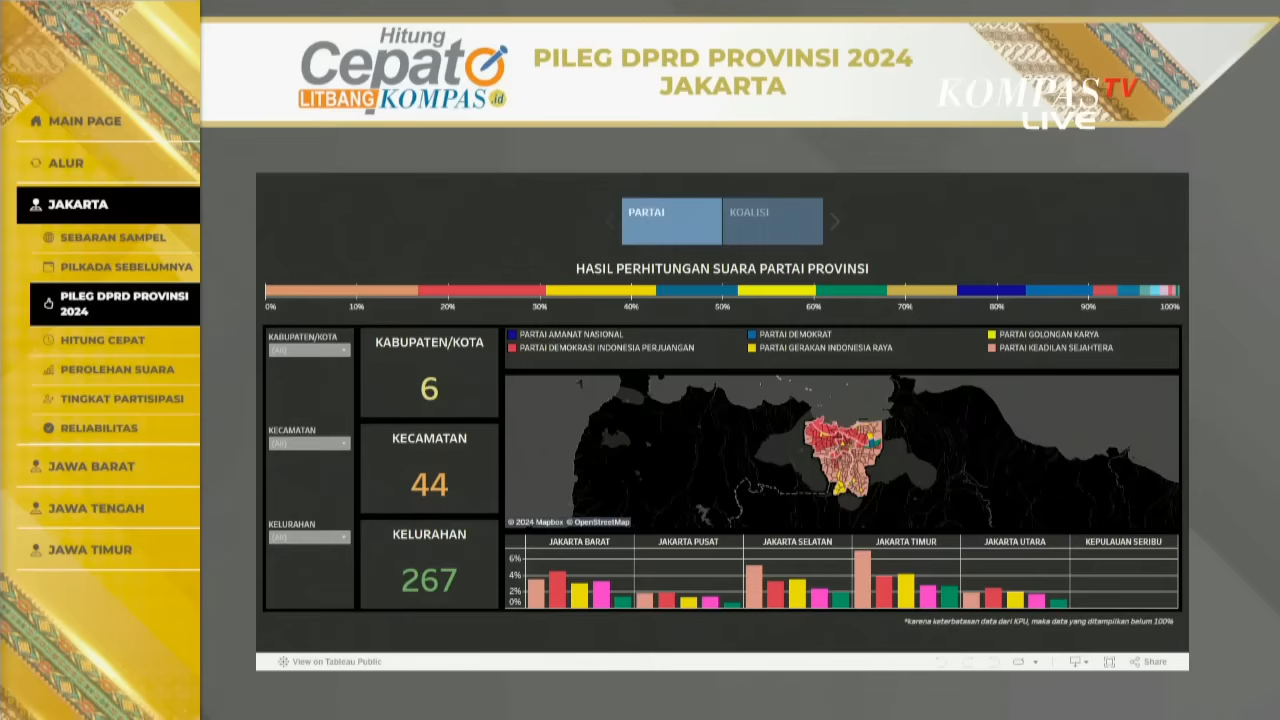 Hitung
Cepat
LITBANG KOMPAS.id
PILEG DPRD PROVINSI 2024
JAKARTA
KOMPAS TV
LIVE
MAIN PAGE
ALUR
JAKARTA
SEBARAN SAMPEL
PILKADA SEBELUMNYA
PILEG DPRD PROVINSI
2024
HITUNG CEPAT
PEROLEHAN SUARA
TINGKAT PARTISIPASI
RELIABILITAS
JAWA BARAT
JAWA TENGAH
JAWA TIMUR
PARTAI
KOALISI
HASIL PERHITUNGAN SUARA PARTAI PROVINSI
0% 10% 20% 30% 40% 50% 60% 70% 80% 90% 100%
KABUPATEN/KOTA
(All)
KECAMATAN
(All)
KELURAHAN
(All)
KABUPATEN/KOTA
6
KECAMATAN
44
KELURAHAN
267
PARTAI AMANAT NASIONAL PARTAI DEMOKRAT PARTAI GOLONGAN KARYA
PARTAI DEMOKRASI INDONESIA PERJUANGAN PARTAI GERAKAN INDONESIA RAYA PARTAI KEADILAN SEJAHTERA
© 2024 Mapbox © OpenStreetMap
JAKARTA BARAT JAKARTA PUSAT JAKARTA SELATAN JAKARTA TIMUR JAKARTA UTARA KEPULAUAN SERIBU
6%
4%
2%
0%
*karena keterbatasan data dari KPU, maka data yang ditampilkan belum 100%
View on Tableau Public
Share